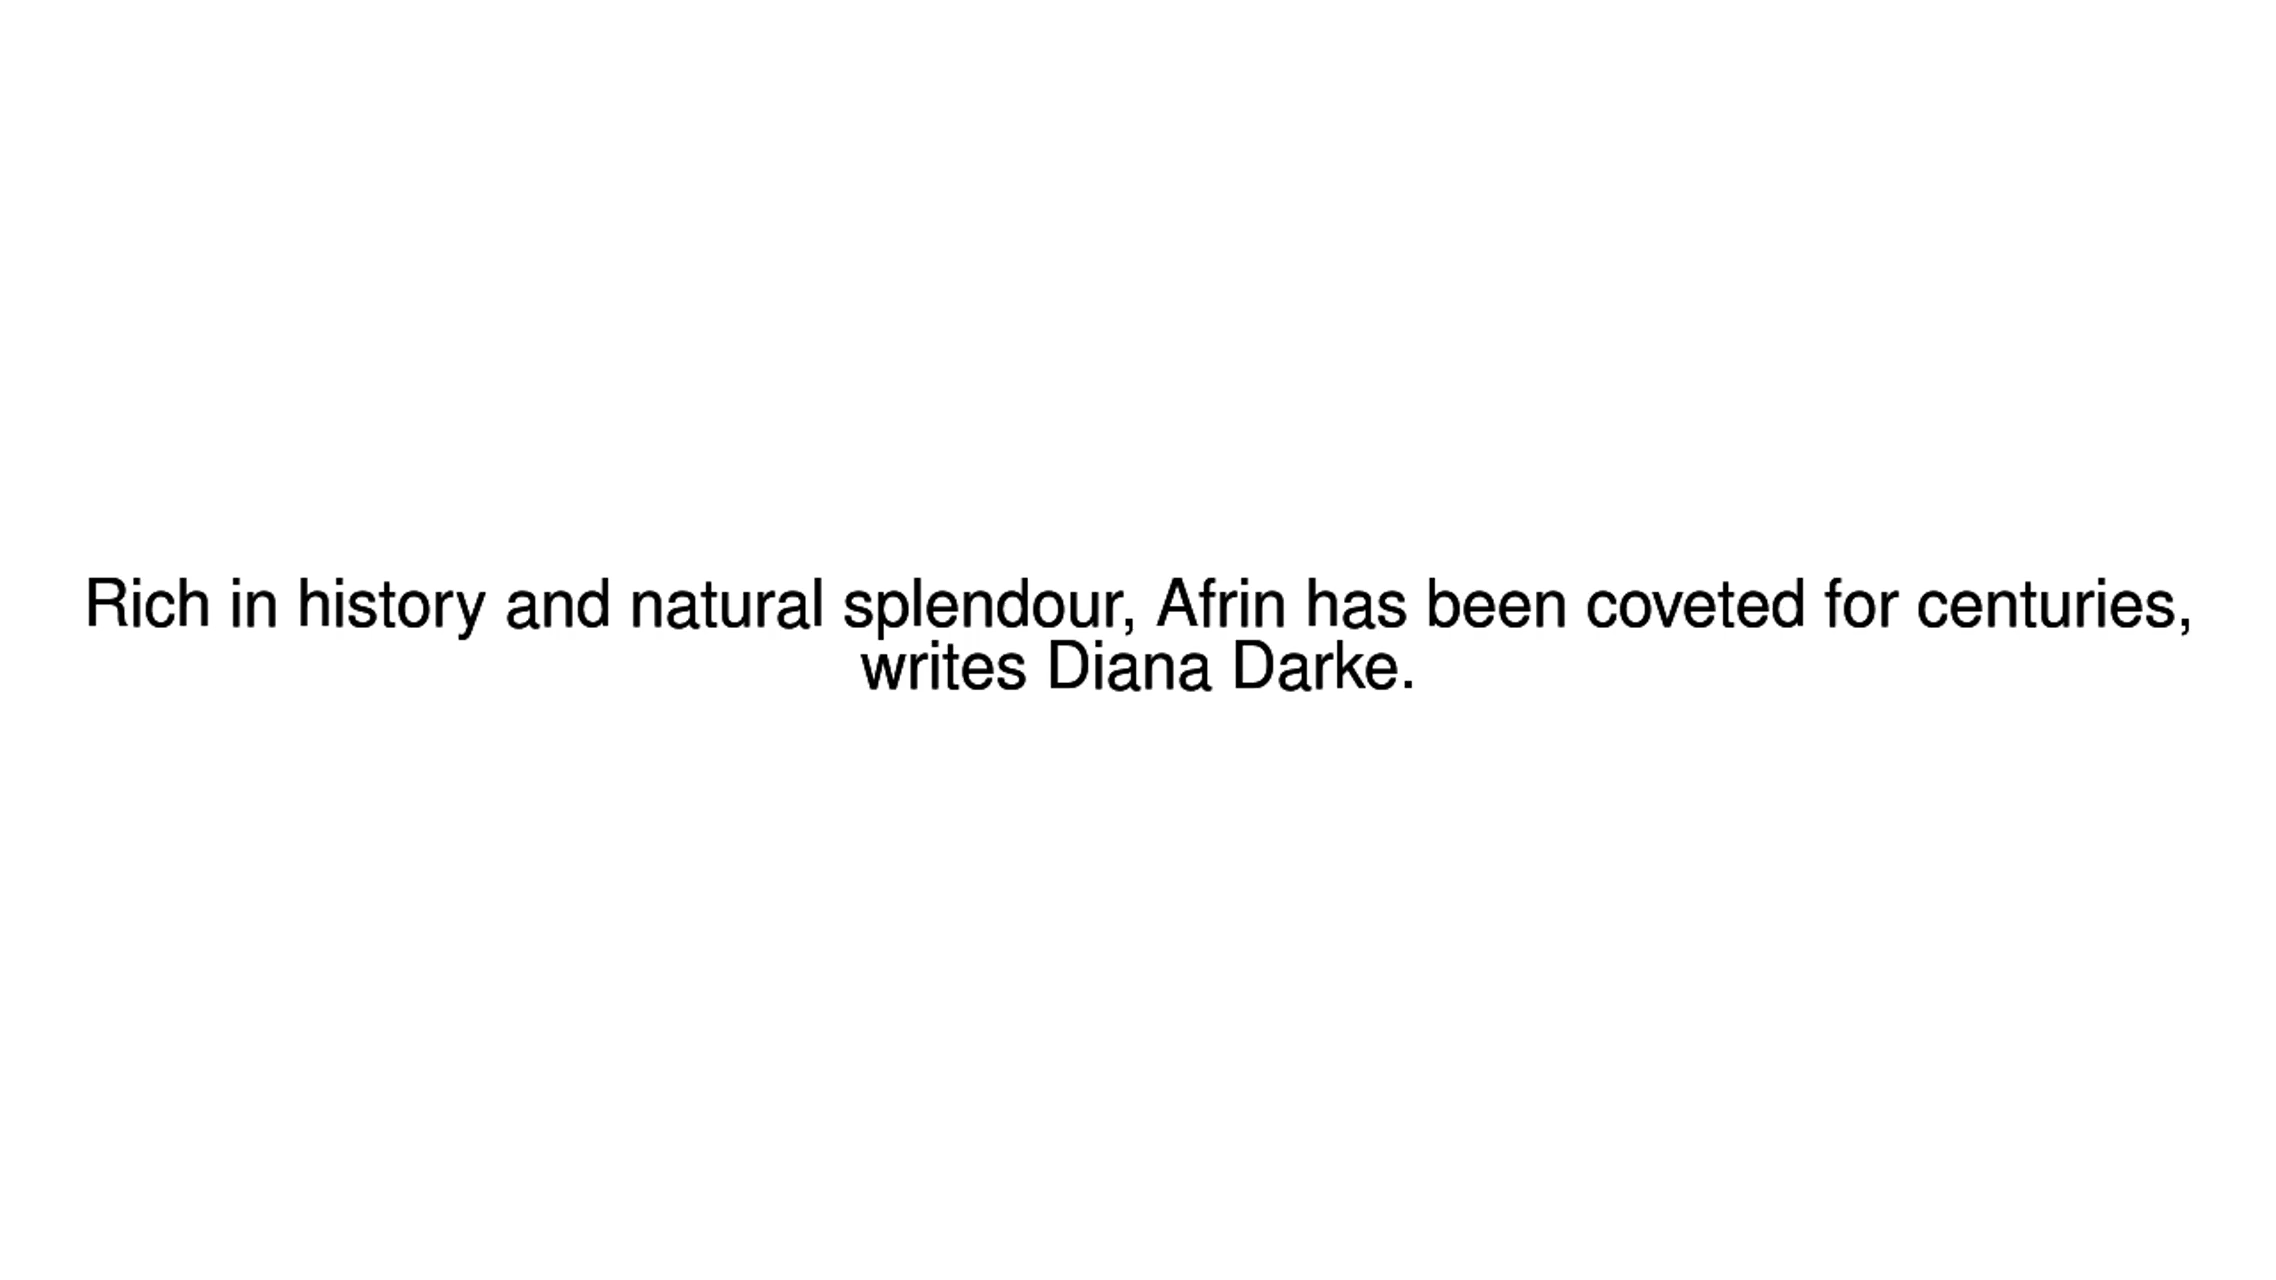 Rich in history and natural splendour, Afrin has been coveted for centuries,
writes Diana Darke.